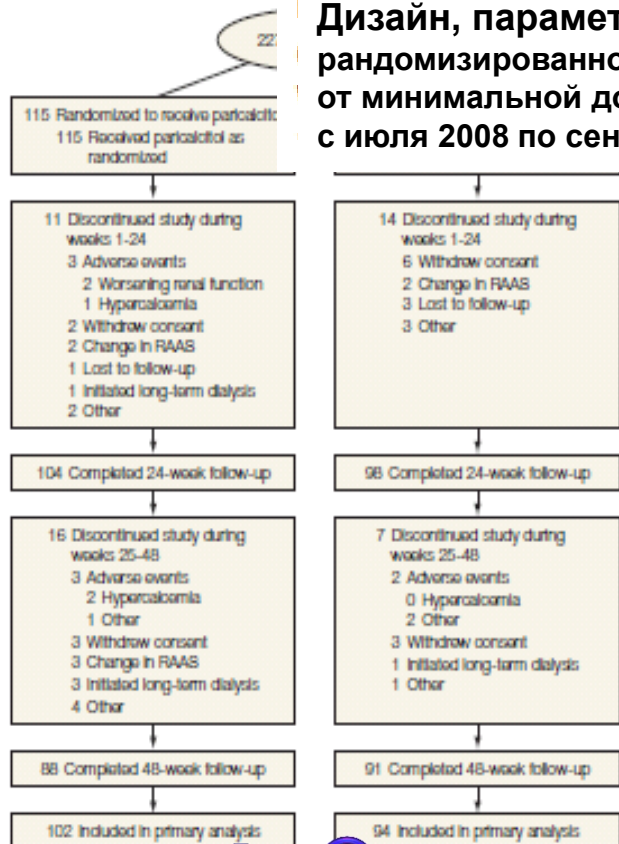 Дизайн,
рандомизированно
от минимальной до
с июля 2008 по сен
115 Randomized to receive
115 Received paricalcitol as
randomized
11 Discontinued study during
weeks 1-24
3 Adverse events
2 Worsening renal function
1 Hypercalcemia
2 Withdrew consent
2 Change in RAAS
1 Lost to follow-up
1 Initiated long-term dialysis
2 Other
104 Completed 24-week follow-up
16 Discontinued study during
weeks 25-48
3 Adverse events
2 Hypercalcemia
1 Other
3 Withdrew consent
3 Change in RAAS
3 Initiated long-term dialysis
4 Other
88 Completed 48-week follow-up
102 Included in primary analysis
14 Discontinued study during
weeks 1-24
6 Withdrew consent
2 Change in RAAS
3 Lost to follow-up
3 Other
98 Completed 24-week follow-up
7 Discontinued study during
weeks 25-48
2 Adverse events
0 Hypercalcemia
2 Other
3 Withdrew consent
1 Initiated long-term dialysis
1 Other
91 Completed 48-week follow-up
94 Included in primary analysis